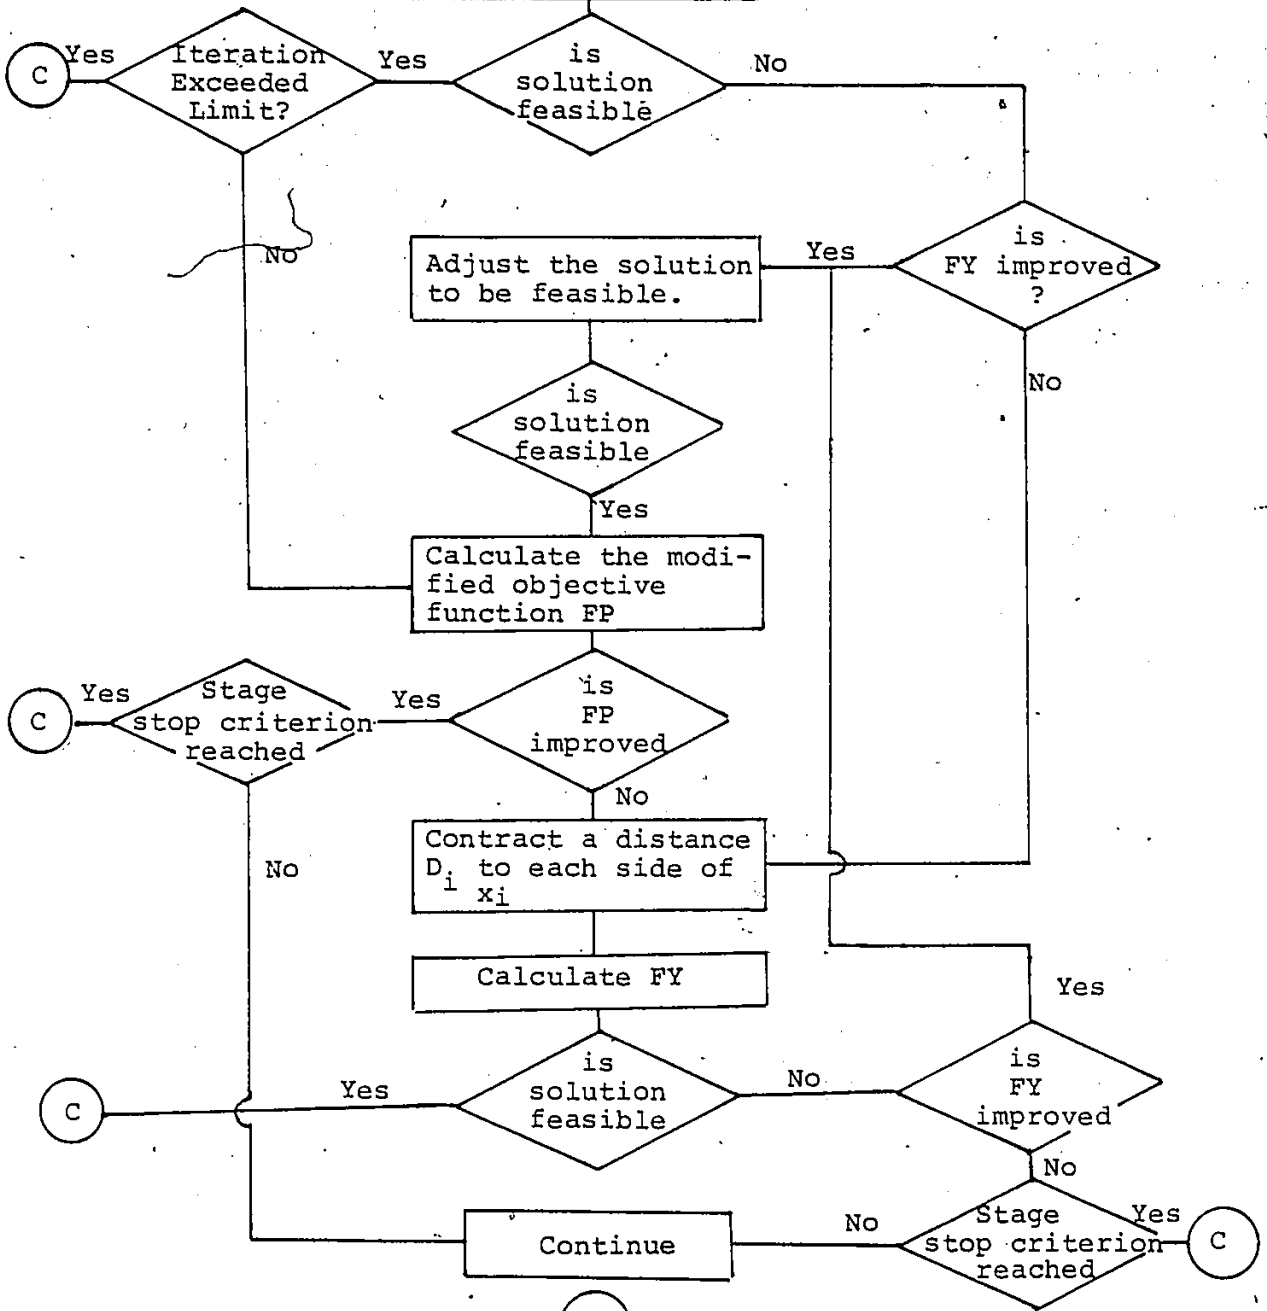 C
Yes
Iteration
Exceeded
Limit?
Yes
is
solution
feasible
No
No
Adjust the solution
to be feasible.
Yes
is
FY improved
?
No
is
solution
feasible
Yes
Calculate the modi-
fied objective
function FP
C
Yes
Stage
stop criterion
reached
Yes
is
FP
improved
No
No
Contract a distance
Di to each side of
xi
Calculate FY
Yes
C
Yes
is
solution
feasible
No
is
FY
improved
No
Continue
No
Stage
stop criterion
reached
Yes
C